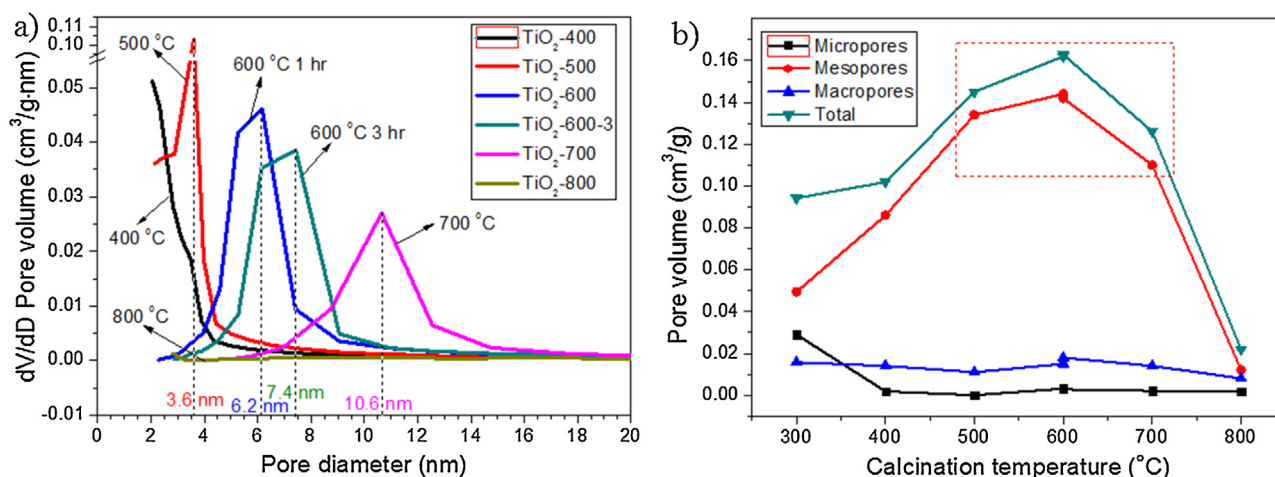 a)
0.11
0.10
0.05
0.04
0.03
0.02
0.01
0.00
-0.01
dV/dD Pore volume (cm³/g·nm)
500 °C
600 °C 1 hr
600 °C 3 hr
400 °C
800 °C
700 °C
TiO₂-400
TiO₂-500
TiO₂-600
TiO₂-600-3
TiO₂-700
TiO₂-800
3.6 nm
6.2 nm
7.4 nm
10.6 nm
0 2 4 6 8 10 12 14 16 18 20
Pore diameter (nm)
b)
Micropores
Mesopores
Macropores
Total
0.16
0.14
0.12
0.10
0.08
0.06
0.04
0.02
0.00
Pore volume (cm³/g)
300 400 500 600 700 800
Calcination temperature (°C)